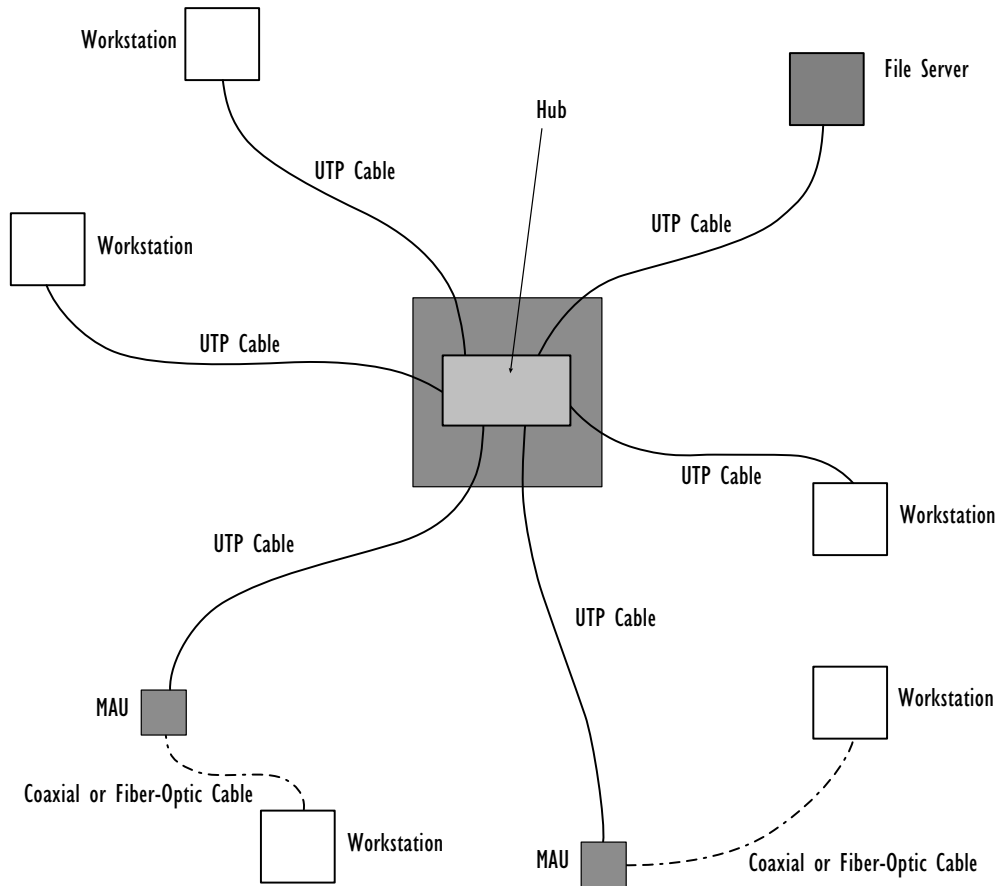 Workstation
File Server
Hub
UTP Cable
UTP Cable
Workstation
UTP Cable
UTP Cable
Workstation
UTP Cable
UTP Cable
MAU
Workstation
Coaxial or Fiber-Optic Cable
Workstation
MAU
Coaxial or Fiber-Optic Cable